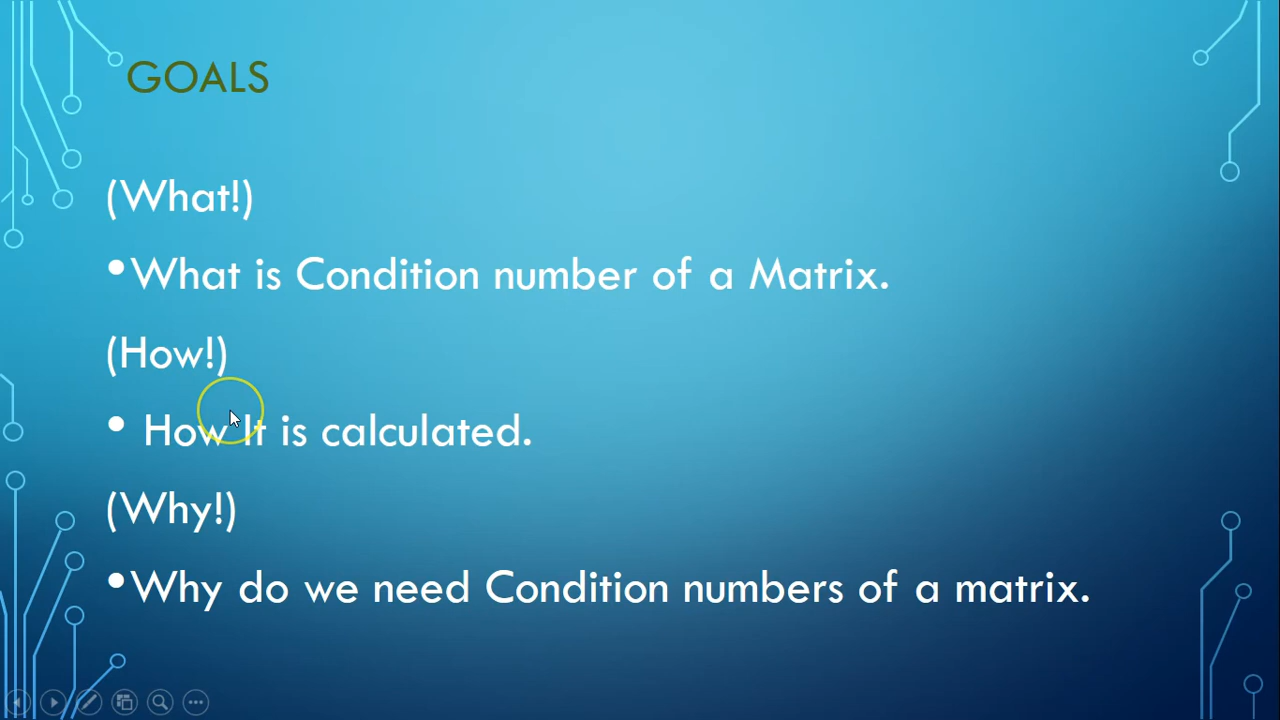 GOALS
(What!)
•What is Condition number of a Matrix.
(How!)
• How It is calculated.
(Why!)
•Why do we need Condition numbers of a matrix.